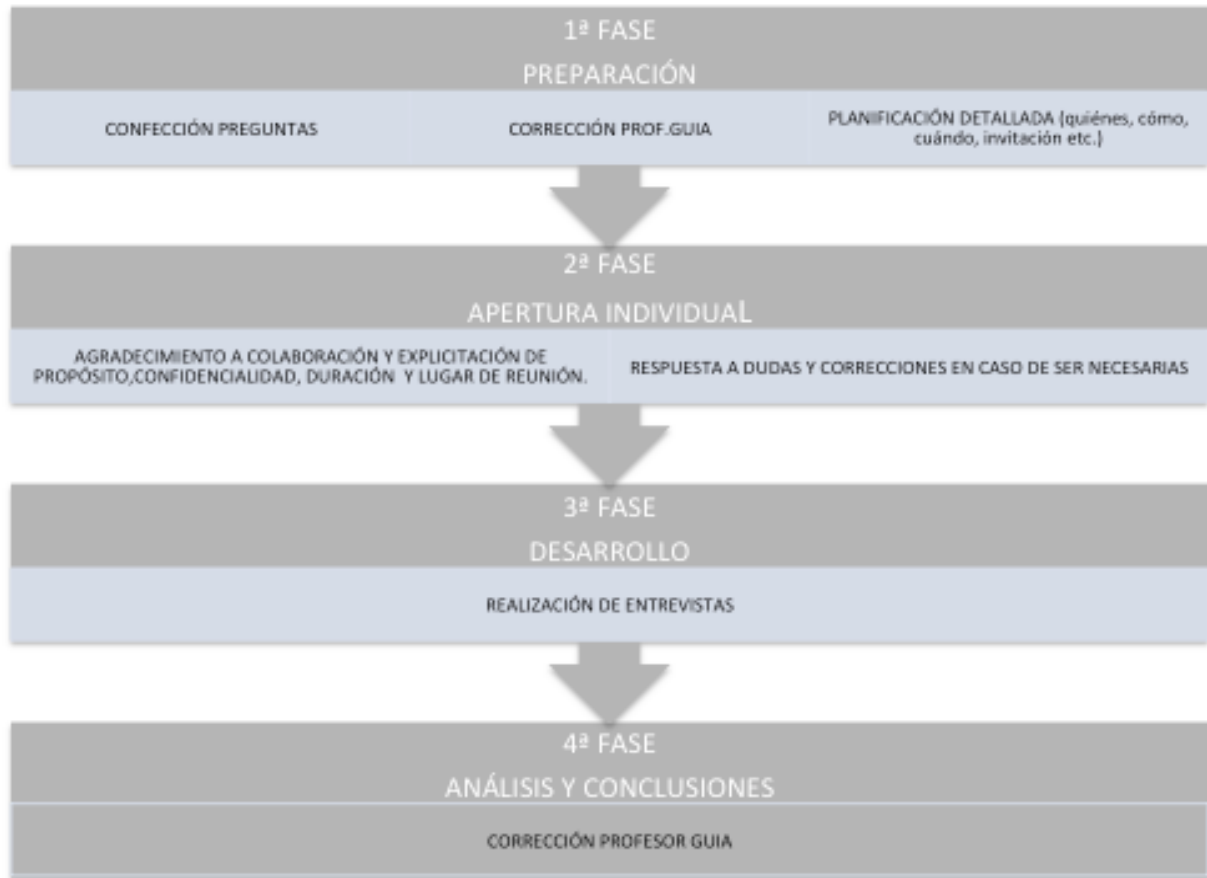 1ª FASE
PREPARACIÓN
CONFECCIÓN PREGUNTAS
CORRECCIÓN PROF.GUIA
PLANIFICACIÓN DETALLADA (quiénes, cómo,
cuándo, invitación etc.)
2ª FASE
APERTURA INDIVIDUAL
AGRADECIMIENTO A COLABORACIÓN Y EXPLICITACIÓN DE
PROPÓSITO,CONFIDENCIALIDAD, DURACIÓN Y LUGAR DE REUNIÓN.
RESPUESTA A DUDAS Y CORRECCIONES EN CASO DE SER NECESARIAS
3ª FASE
DESARROLLO
REALIZACIÓN DE ENTREVISTAS
4ª FASE
ANÁLISIS Y CONCLUSIONES
CORRECCIÓN PROFESOR GUIA